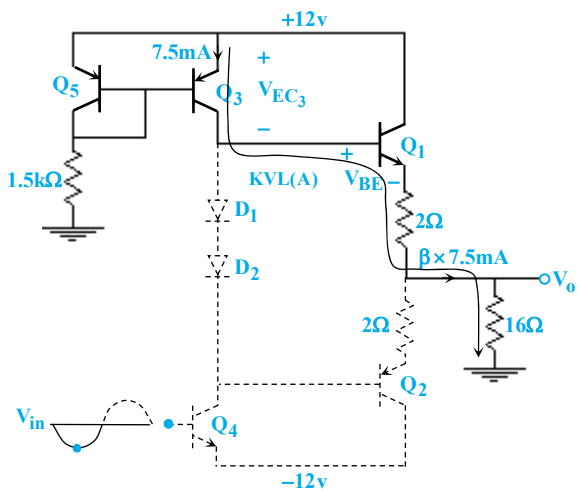 +12v
7.5mA
Q5
Q3
+
VEC3
−
Q1
+
VBE
−
KVL(A)
1.5kΩ
D1
2Ω
β×7.5mA
Vo
D2
2Ω
16Ω
Q2
Vin
Q4
−12v